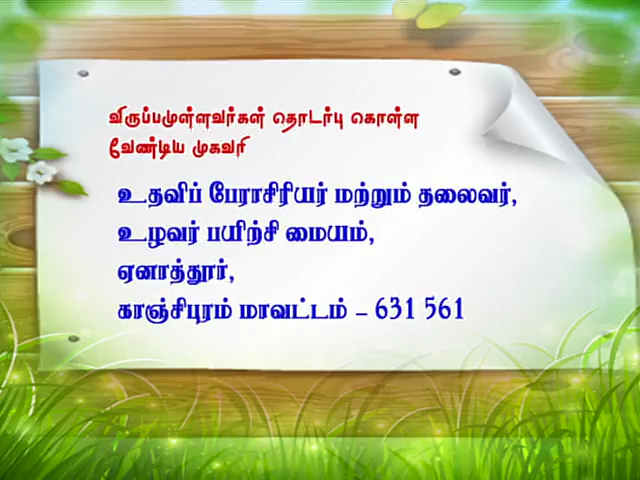 விருப்பமுள்ளவர்கள் தொடர்பு கொள்ள
வேண்டிய முகவரி
உதவிப் பேராசிரியர் மற்றும் தலைவர்,
உழவர் பயிற்சி மையம்,
ஏனாத்தூர்,
காஞ்சிபுரம் மாவட்டம் – 631 561